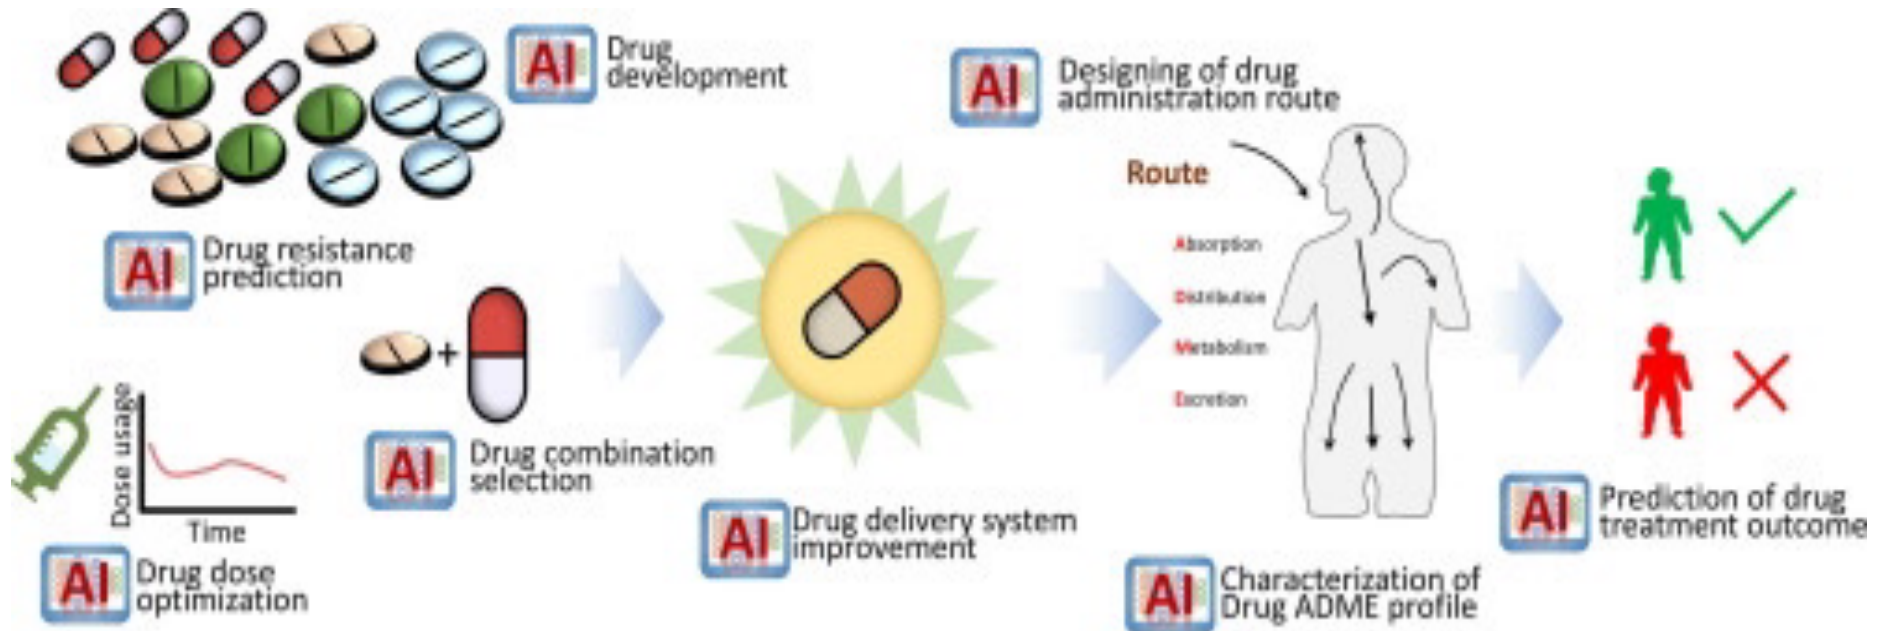 AI Drug
development
AI Drug resistance
prediction
+
AI Drug combination
selection
Dose usage
Time
AI Drug dose
optimization
AI Drug delivery system
improvement
AI Designing of drug
administration route
Route
Absorption
Distribution
Metabolism
Excretion
AI Characterization of
Drug ADME profile
AI Prediction of drug
treatment outcome